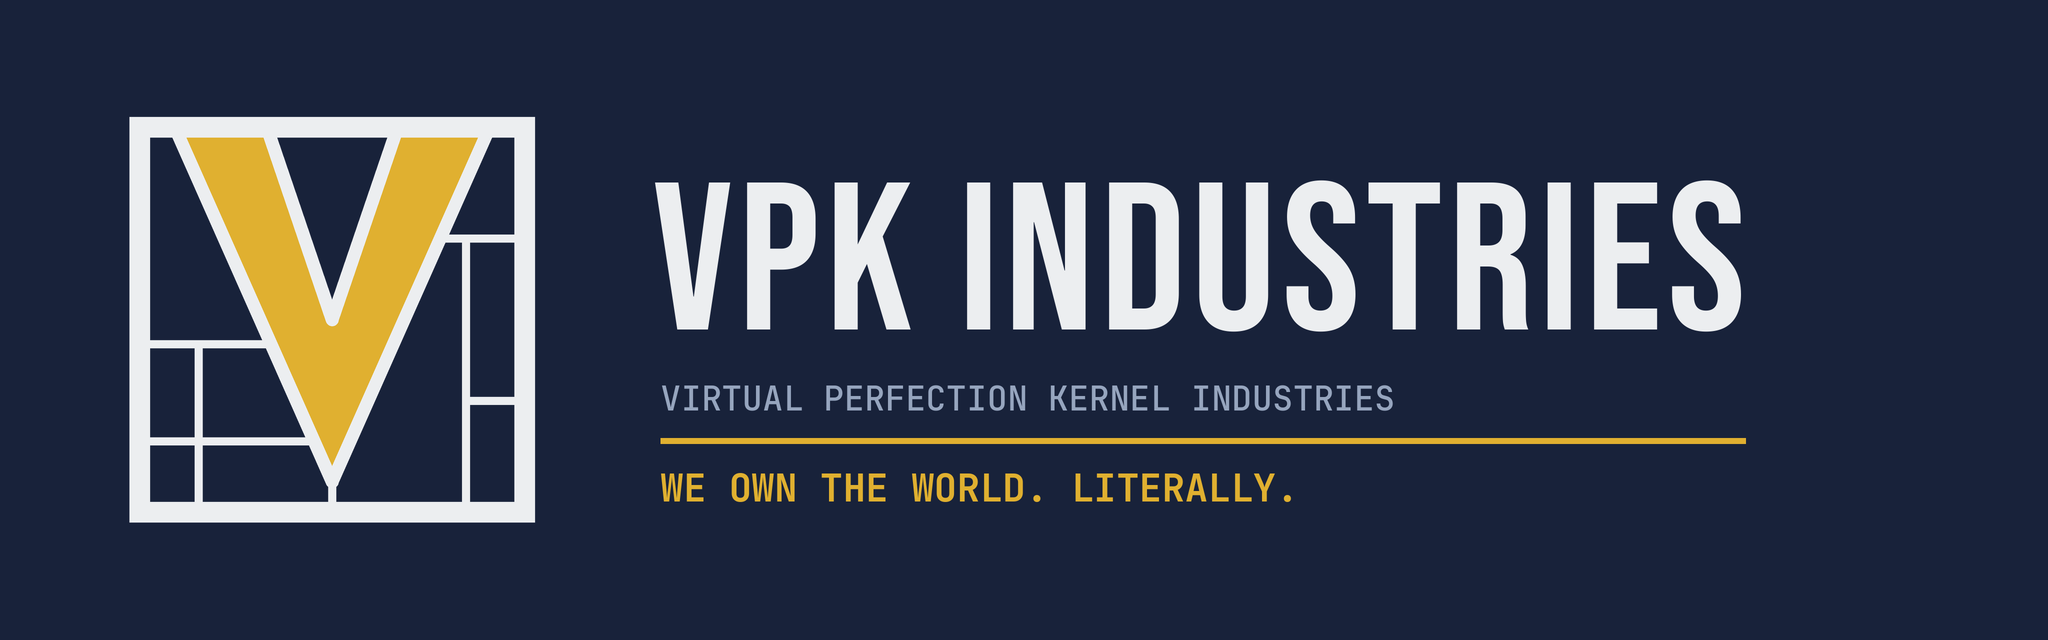 VPK INDUSTRIES
VIRTUAL PERFECTION KERNEL INDUSTRIES
WE OWN THE WORLD. LITERALLY.